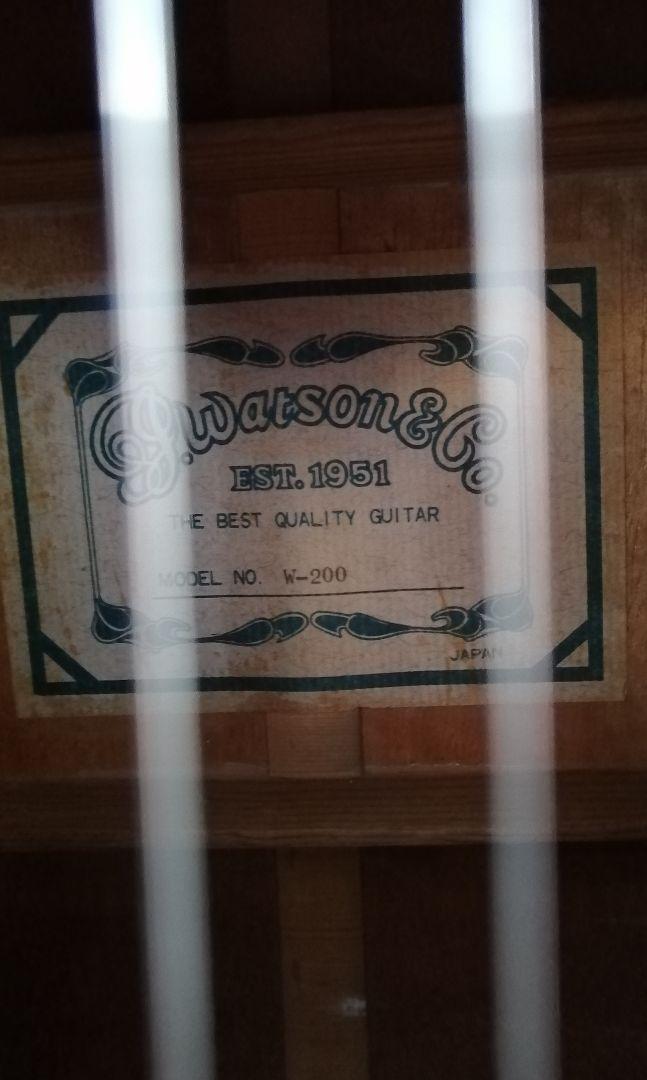 J. Watson & Co.
EST. 1951
THE BEST QUALITY GUITAR
MODEL NO. W-200
JAPAN